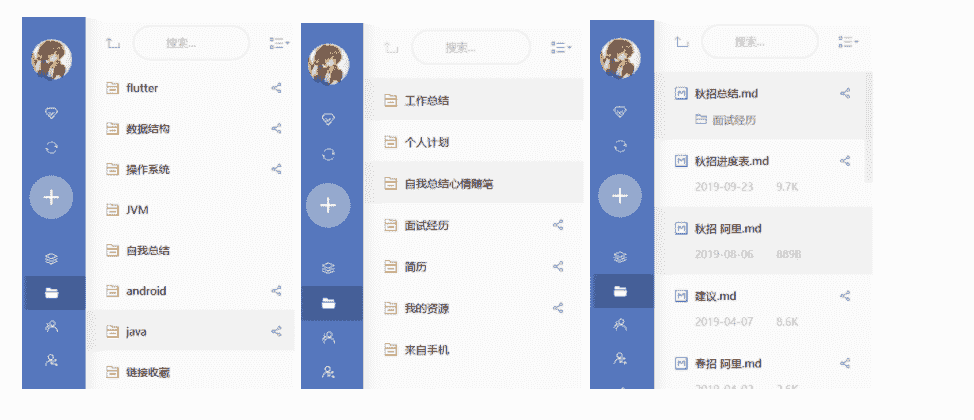 搜索...
flutter
数据结构
操作系统
JVM
自我总结
android
java
链接收藏
搜索...
工作总结
个人计划
自我总结心情随笔
面试经历
简历
我的资源
来自手机
搜索...
秋招总结.md
面试经历
秋招进度表.md
2019-09-23 9.7K
秋招 阿里.md
2019-08-06 889B
建议.md
2019-04-07 8.6K
春招 阿里.md